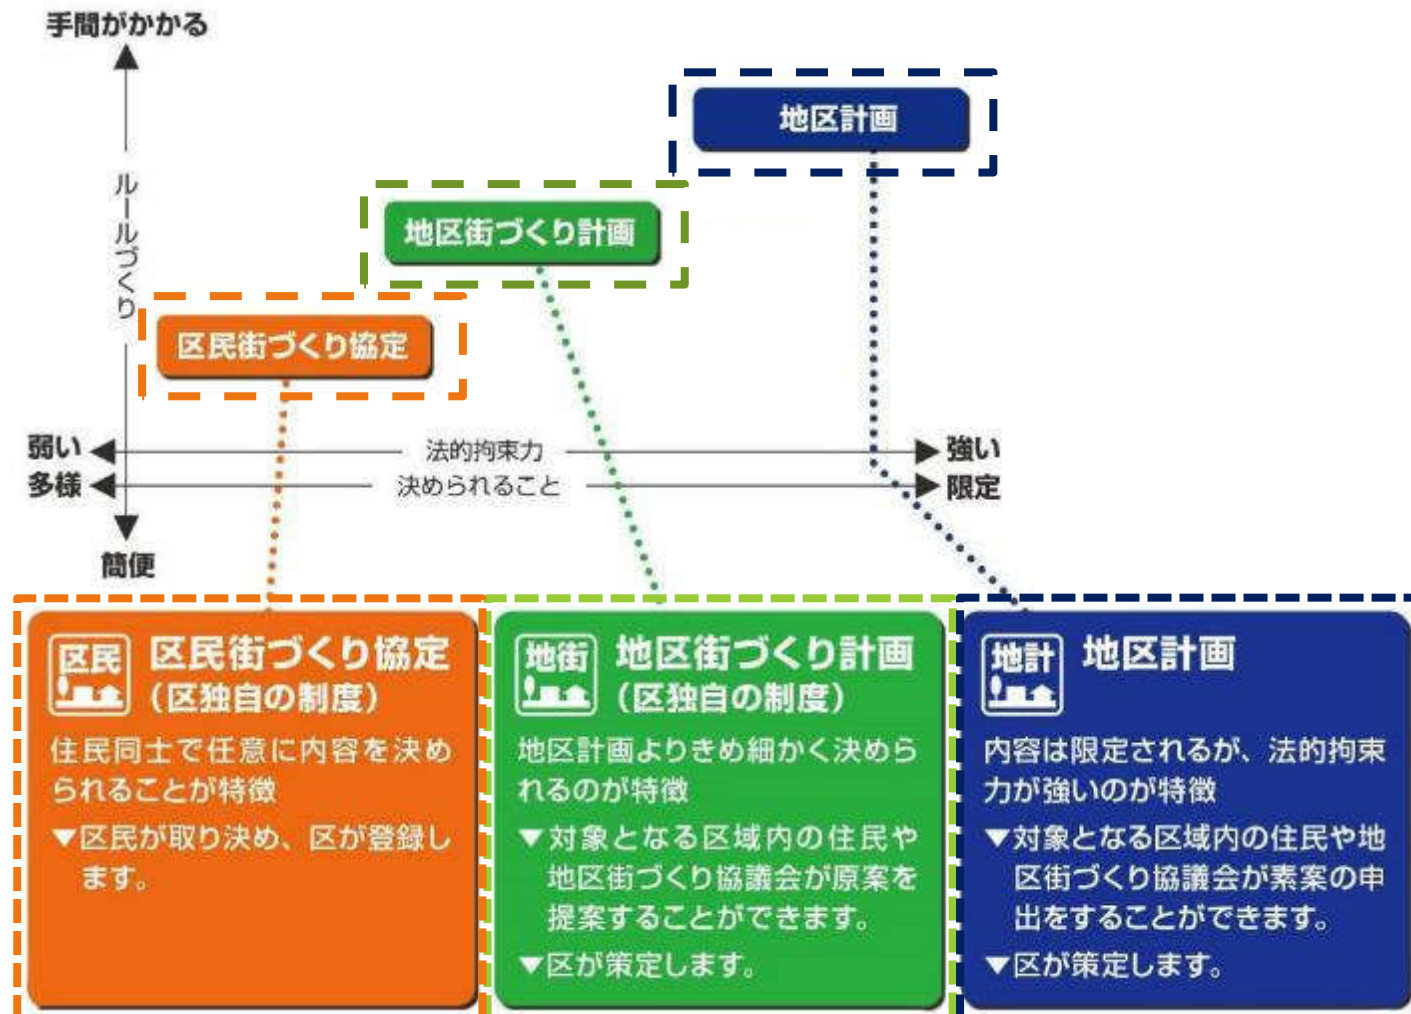 手間がかかる
地区計画
ルールづくり
地区街づくり計画
区民街づくり協定
弱い
法的拘束力
強い
多様
決められること
限定
簡便
区民
区民街づくり協定
(区独自の制度)
住民同士で任意に内容を決め
られることが特徴
▼区民が取り決め、区が登録し
ます。
地街
地区街づくり計画
(区独自の制度)
地区計画よりきめ細かく決めら
れるのが特徴
▼対象となる区域内の住民や
地区街づくり協議会が原案を
提案することができます。
▼区が策定します。
地計
地区計画
内容は限定されるが、法的拘束
力が強いのが特徴
▼対象となる区域内の住民や地
区街づくり協議会が素案の申
出をすることができます。
▼区が策定します。